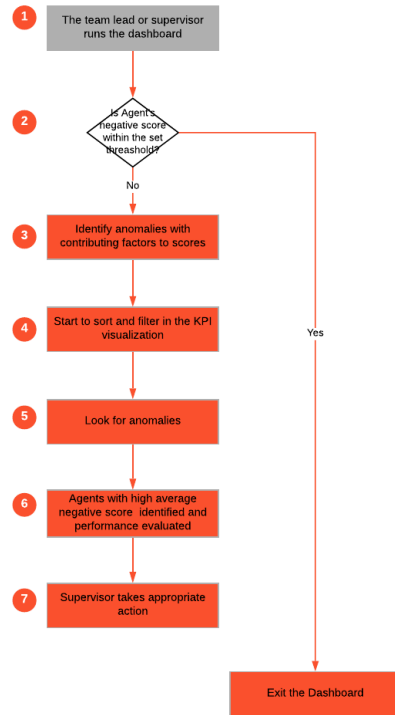 1
The team lead or supervisor
runs the dashboard
2
Is Agent's
negative score
within the set
threashold?
No
3
Identify anomalies with
contributing factors to scores
4
Start to sort and filter in the KPI
visualization
Yes
5
Look for anomalies
6
Agents with high average
negative score identified and
performance evaluated
7
Supervisor takes appropriate
action
Exit the Dashboard